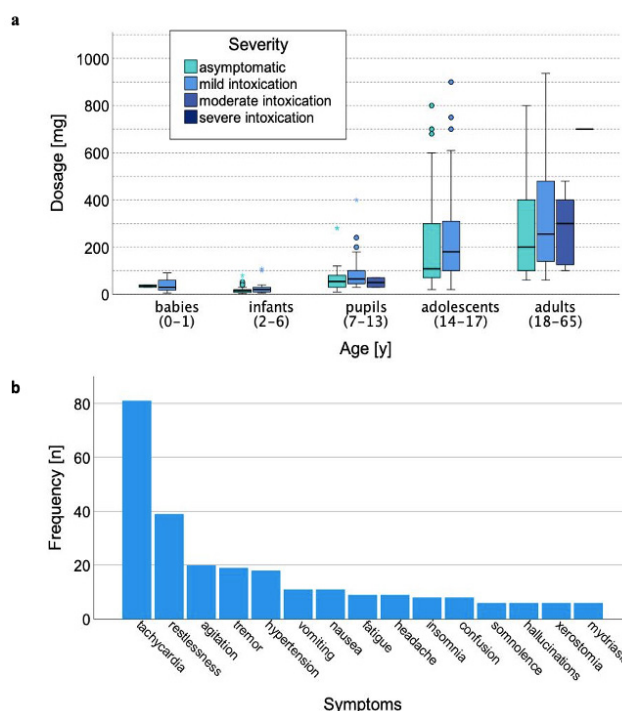 a
Severity
asymptomatic
mild intoxication
moderate intoxication
severe intoxication
Dosage [mg]
1000
800
600
400
200
0
babies infants pupils adolescents adults
(0–1) (2–6) (7–13) (14–17) (18–65)
Age [y]
b
Frequency [n]
80
60
40
20
0
tachycardia
restlessness
agitation
tremor
hypertension
vomiting
nausea
fatigue
headache
insomnia
confusion
somnolence
hallucinations
xerostomia
mydrias
Symptoms